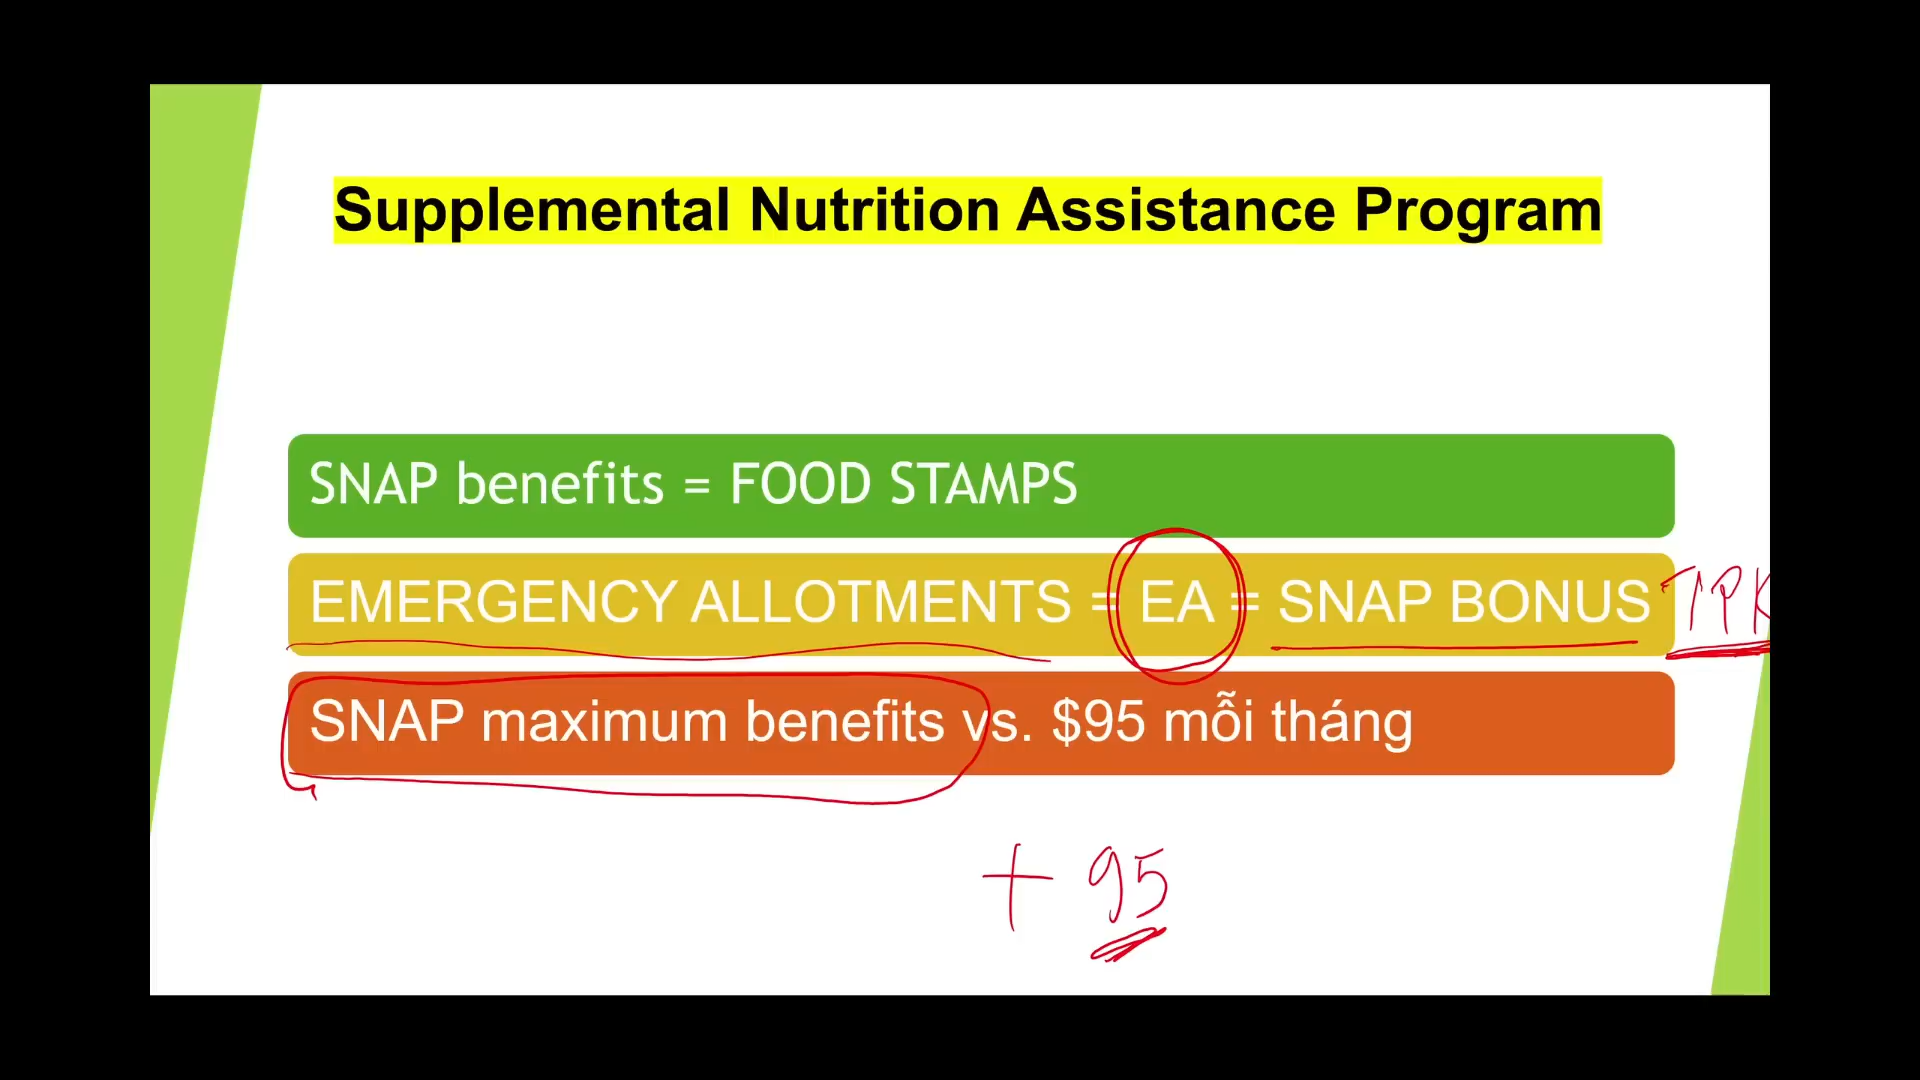 Supplemental Nutrition Assistance Program
SNAP benefits = FOOD STAMPS
EMERGENCY ALLOTMENTS = EA = SNAP BONUS TPK
SNAP maximum benefits vs. $95 mỗi tháng
+ 95